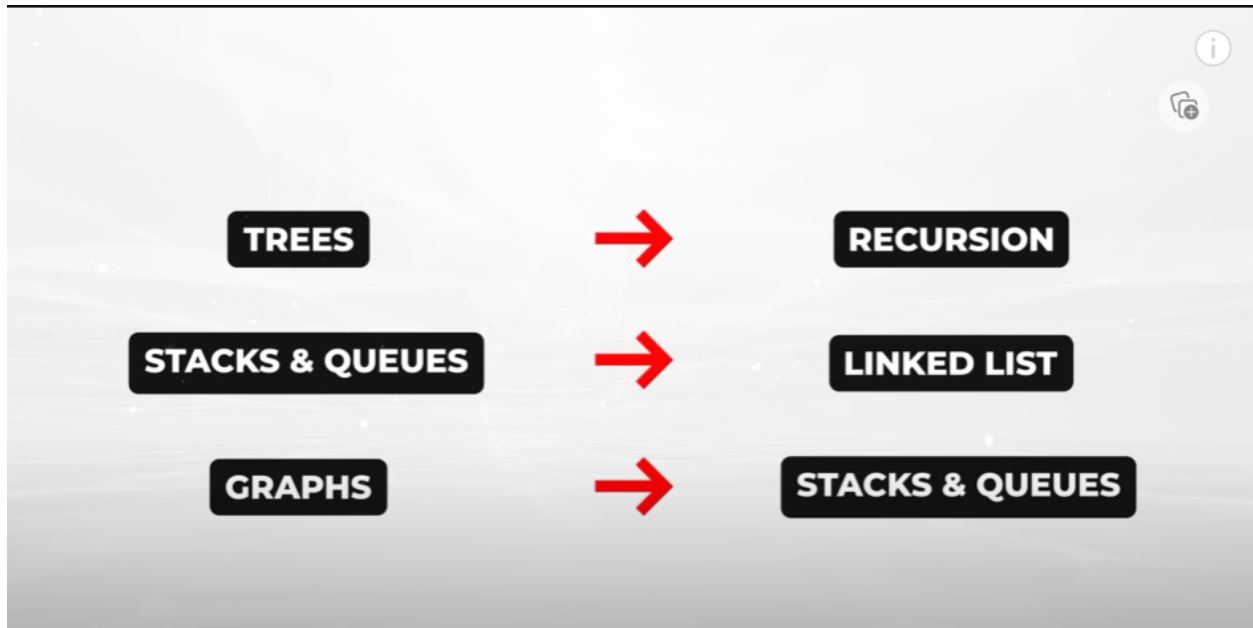 TREES → RECURSION
STACKS & QUEUES → LINKED LIST
GRAPHS → STACKS & QUEUES